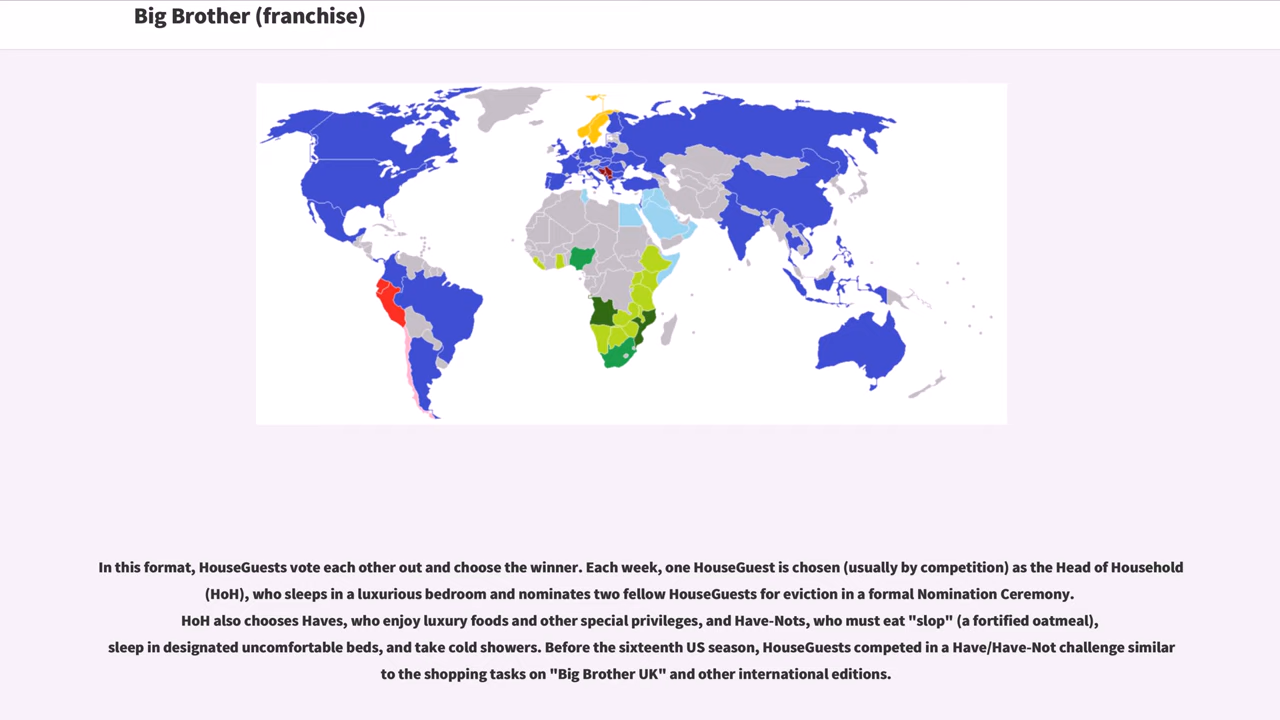 Big Brother (franchise)
In this format, HouseGuests vote each other out and choose the winner. Each week, one HouseGuest is chosen (usually by competition) as the Head of Household
(HoH), who sleeps in a luxurious bedroom and nominates two fellow HouseGuests for eviction in a formal Nomination Ceremony.
HoH also chooses Haves, who enjoy luxury foods and other special privileges, and Have-Nots, who must eat "slop" (a fortified oatmeal),
sleep in designated uncomfortable beds, and take cold showers. Before the sixteenth US season, HouseGuests competed in a Have/Have-Not challenge similar
to the shopping tasks on "Big Brother UK" and other international editions.